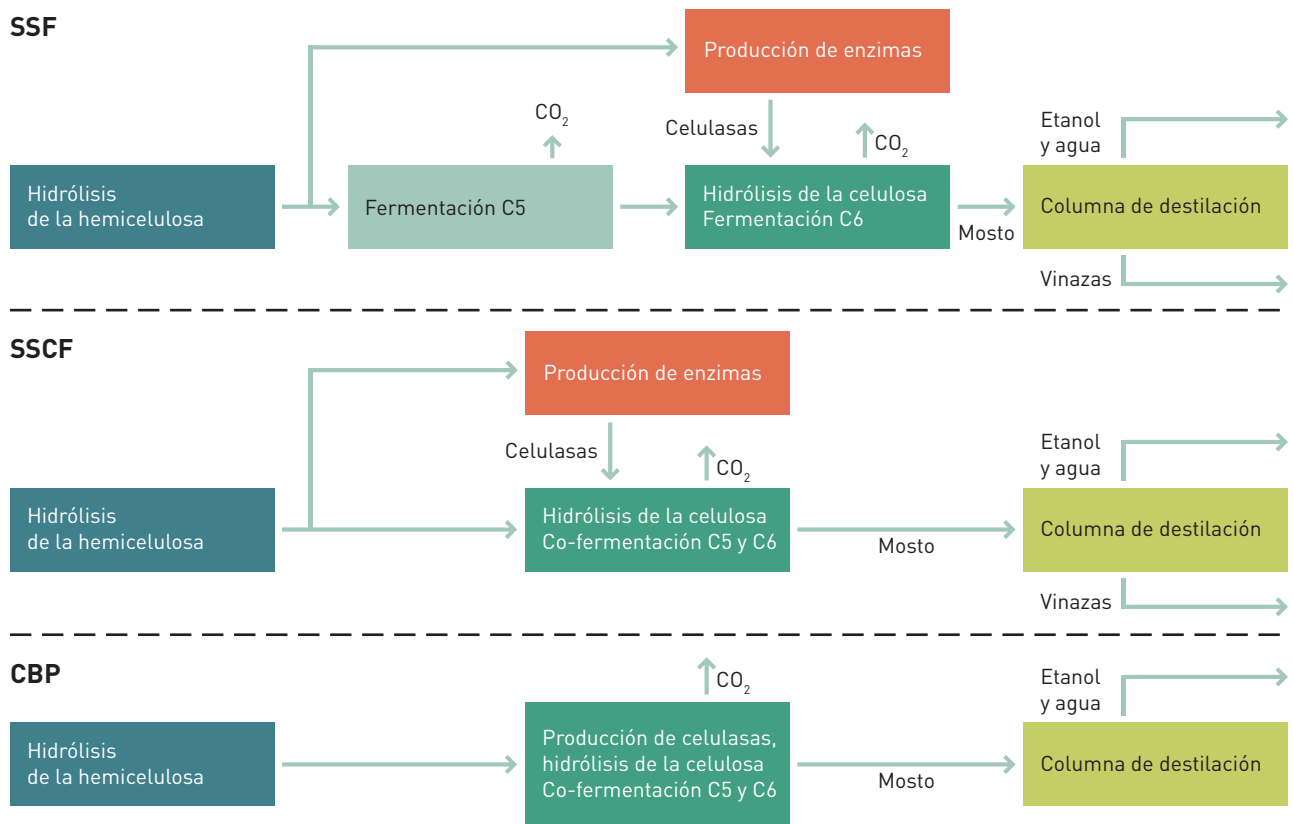 SSF
Producción de enzimas
CO₂
Celulasas
CO₂
Etanol
y agua
Hidrólisis
de la hemicelulosa
Fermentación C5
Hidrólisis de la celulosa
Fermentación C6
Mosto
Columna de destilación
Vinazas
SSCF
Producción de enzimas
Celulasas
CO₂
Etanol
y agua
Hidrólisis
de la hemicelulosa
Hidrólisis de la celulosa
Co-fermentación C5 y C6
Mosto
Columna de destilación
Vinazas
CBP
CO₂
Etanol
y agua
Hidrólisis
de la hemicelulosa
Producción de celulasas,
hidrólisis de la celulosa
Co-fermentación C5 y C6
Mosto
Columna de destilación